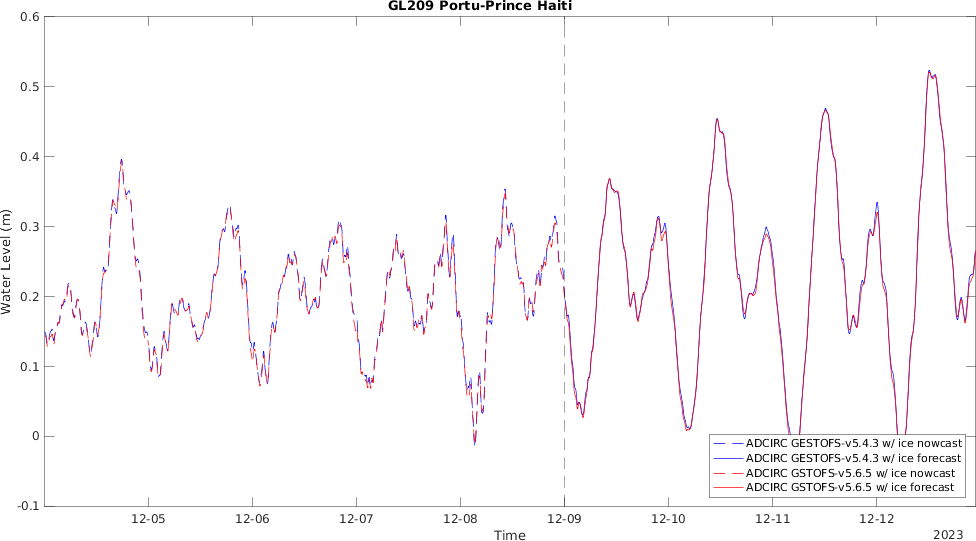 GL209 Portu-Prince Haiti
Water Level (m)
0.6
0.5
0.4
0.3
0.2
0.1
0
-0.1
12-05 12-06 12-07 12-08 12-09 12-10 12-11 12-12
Time
2023
ADCIRC GESTOFS-v5.4.3 w/ ice nowcast
ADCIRC GESTOFS-v5.4.3 w/ ice forecast
ADCIRC GSTOFS-v5.6.5 w/ ice nowcast
ADCIRC GSTOFS-v5.6.5 w/ ice forecast